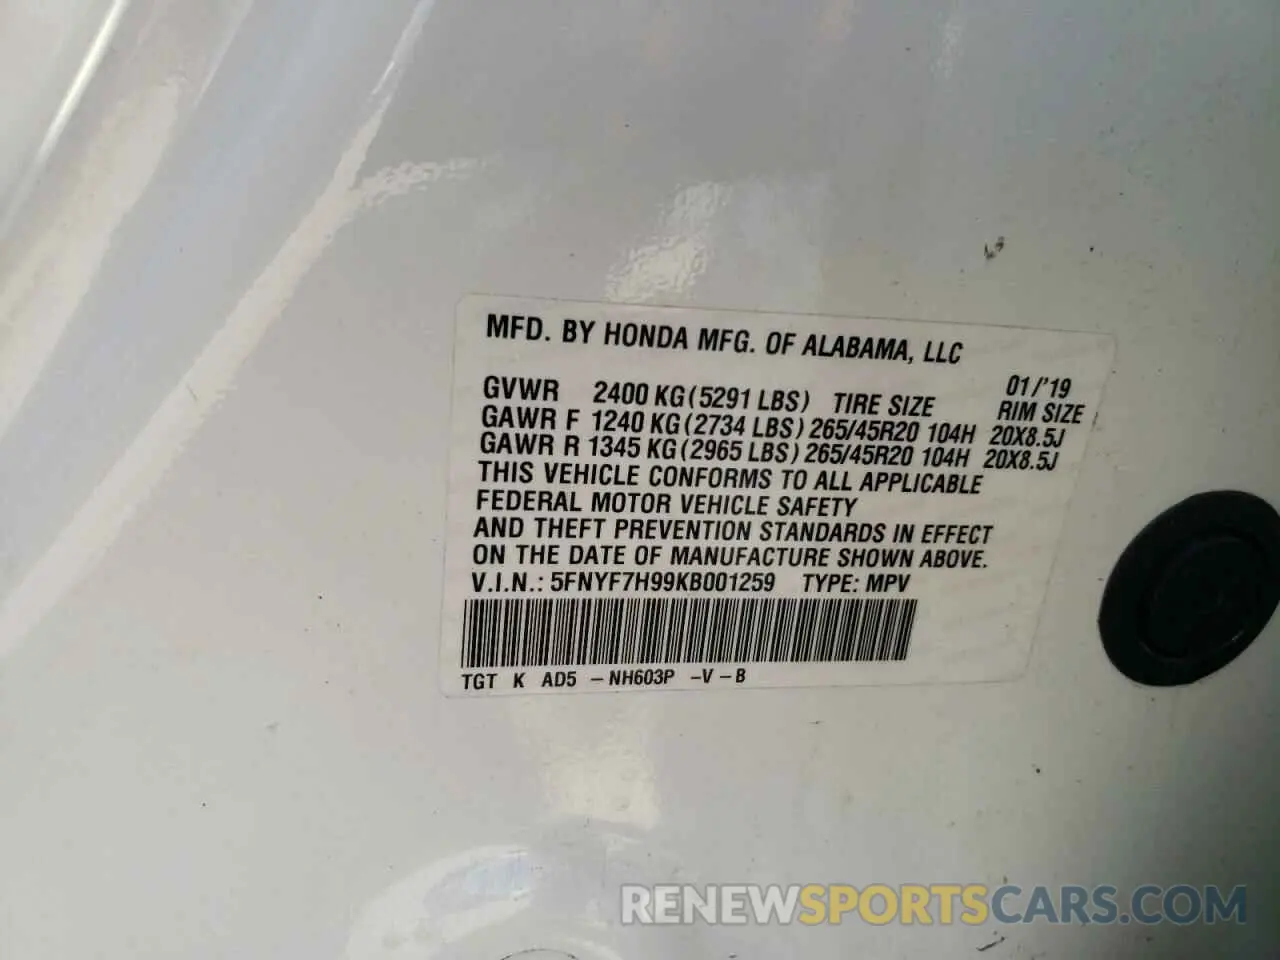 MFD. BY HONDA MFG. OF ALABAMA, LLC
01/'19
GVWR 2400 KG (5291 LBS) TIRE SIZE RIM SIZE
GAWR F 1240 KG (2734 LBS) 265/45R20 104H 20X8.5J
GAWR R 1345 KG (2965 LBS) 265/45R20 104H 20X8.5J
THIS VEHICLE CONFORMS TO ALL APPLICABLE
FEDERAL MOTOR VEHICLE SAFETY
AND THEFT PREVENTION STANDARDS IN EFFECT
ON THE DATE OF MANUFACTURE SHOWN ABOVE.
V.I.N.: 5FNYF7H99KB001259 TYPE: MPV
TGT K AD5 – NH603P – V – B
RENEWSPORTSCARS.COM